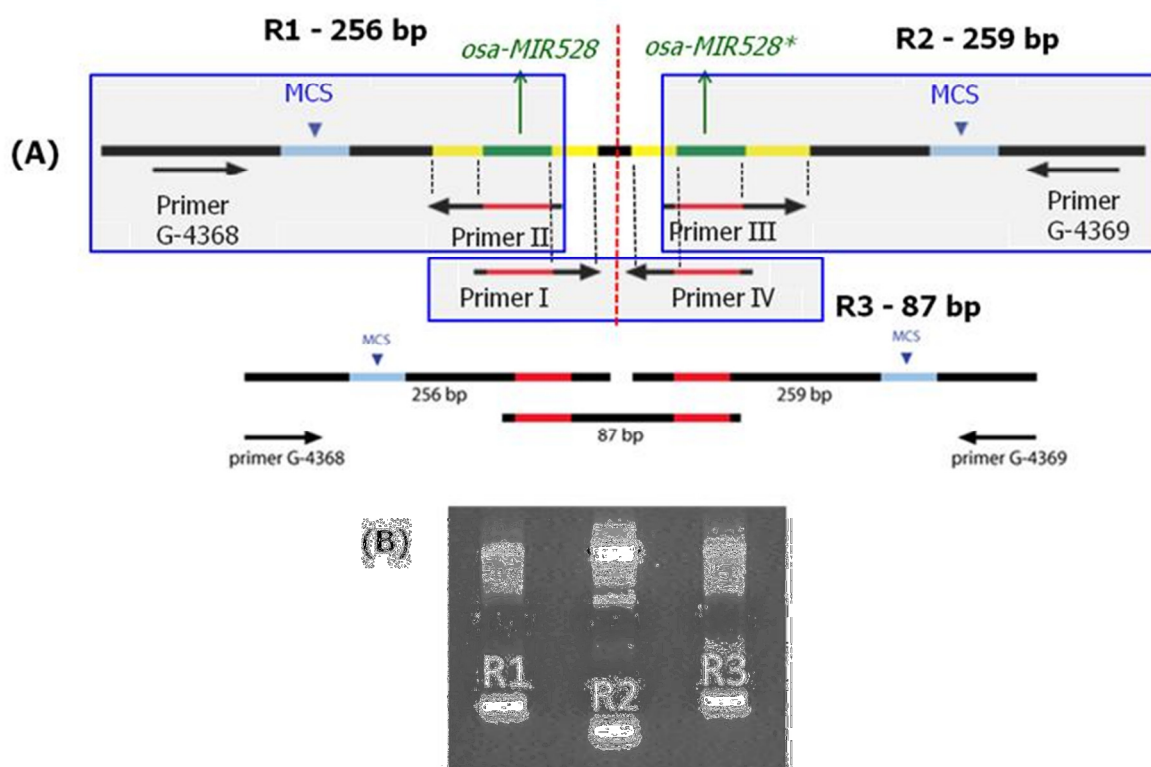 R1 - 256 bp
osa-MIR528
osa-MIR528*
R2 - 259 bp
MCS
MCS
(A)
Primer G-4368
Primer II
Primer III
Primer G-4369
Primer I
Primer IV
R3 - 87 bp
MCS
MCS
256 bp
259 bp
87 bp
primer G-4368
primer G-4369
(B)
R1
R2
R3